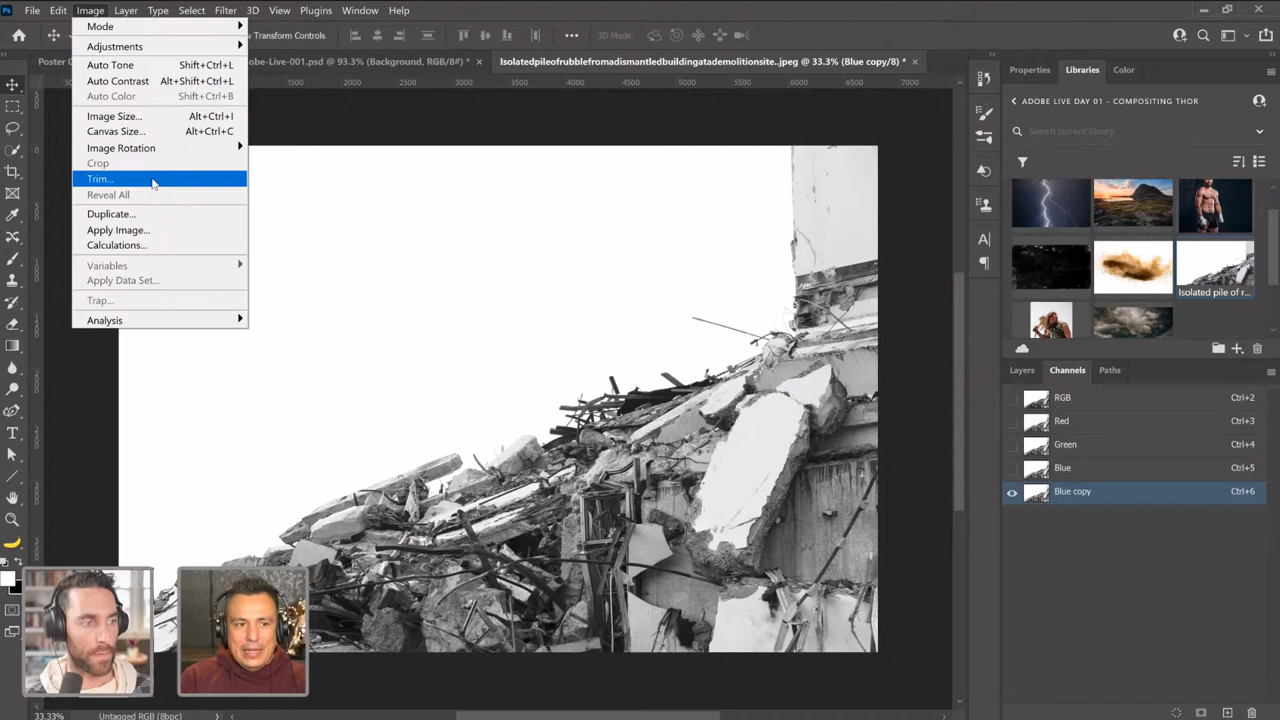 Ps File Edit Image Layer Type Select Filter 3D View Plugins Window Help
Transform Controls 3D Mode:
Poster obe-Live-001.psd @ 93.3% (Background, RGB/8#) * × Isolatedpileofrubblefromadismantledbuildingatademolitionsite..jpeg @ 33.3% (Blue copy/8) * ×
Mode
Adjustments
Auto Tone Shift+Ctrl+L
Auto Contrast Alt+Shift+Ctrl+L
Auto Color Shift+Ctrl+B
Image Size... Alt+Ctrl+I
Canvas Size... Alt+Ctrl+C
Image Rotation
Crop
Trim...
Reveal All
Duplicate...
Apply Image...
Calculations...
Variables
Apply Data Set...
Trap...
Analysis
4500 5000 5500 6000 6500 7000
Properties Libraries Color
ADOBE LIVE DAY 01 - COMPOSITING THOR
Search current library
Isolated pile of r...
Layers Channels Paths
RGB Ctrl+2
Red Ctrl+3
Green Ctrl+4
Blue Ctrl+5
Blue copy Ctrl+6
33.33% Untagged RGB (8bpc)